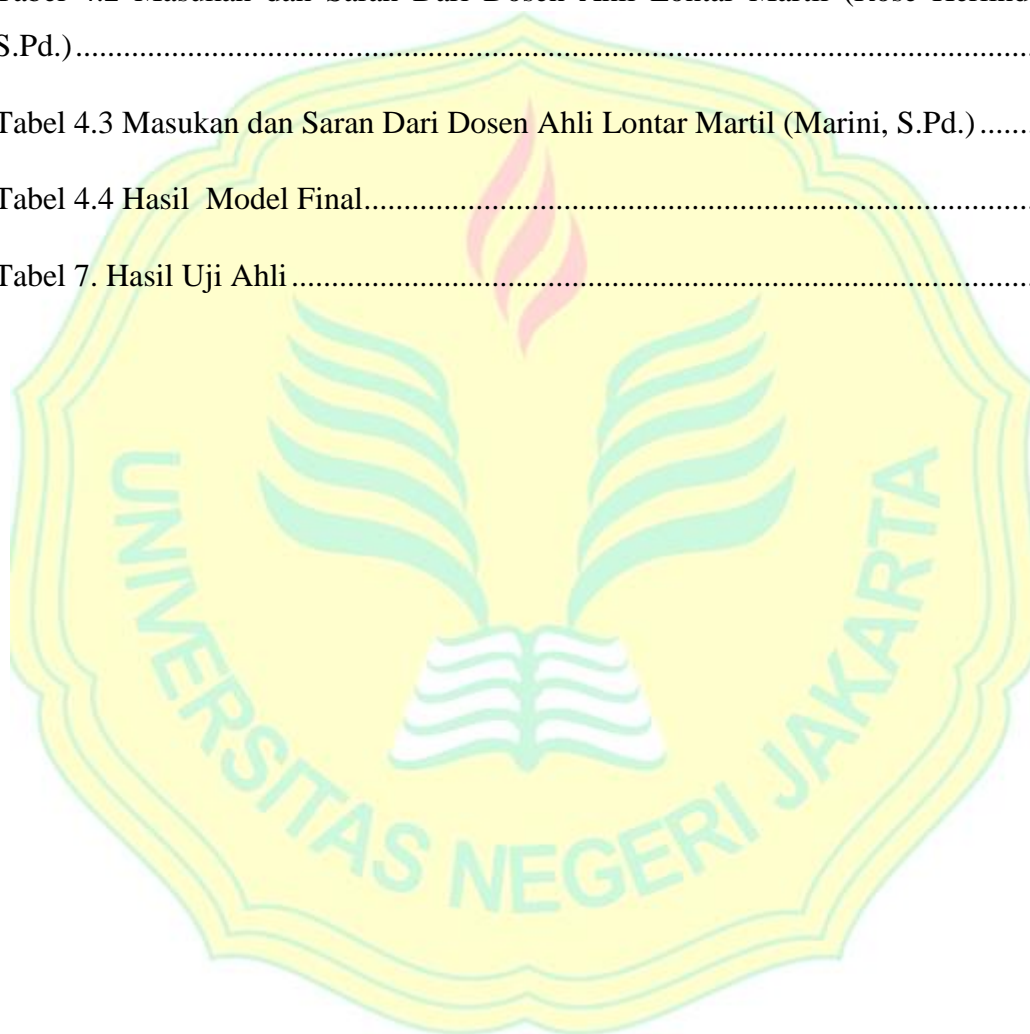 Tabel 4.2 Masukan dan Saran Dari Dosen Ahli Lontar Martil (Rose
S.Pd.)........................................................................................................................
Tabel 4.3 Masukan dan Saran Dari Dosen Ahli Lontar Martil (Marini, S.Pd.)......
Tabel 4.4 Hasil Model Final...................................................................................
Tabel 7. Hasil Uji Ahli............................................................................................
UNIVERSITAS NEGERI JAKARTA